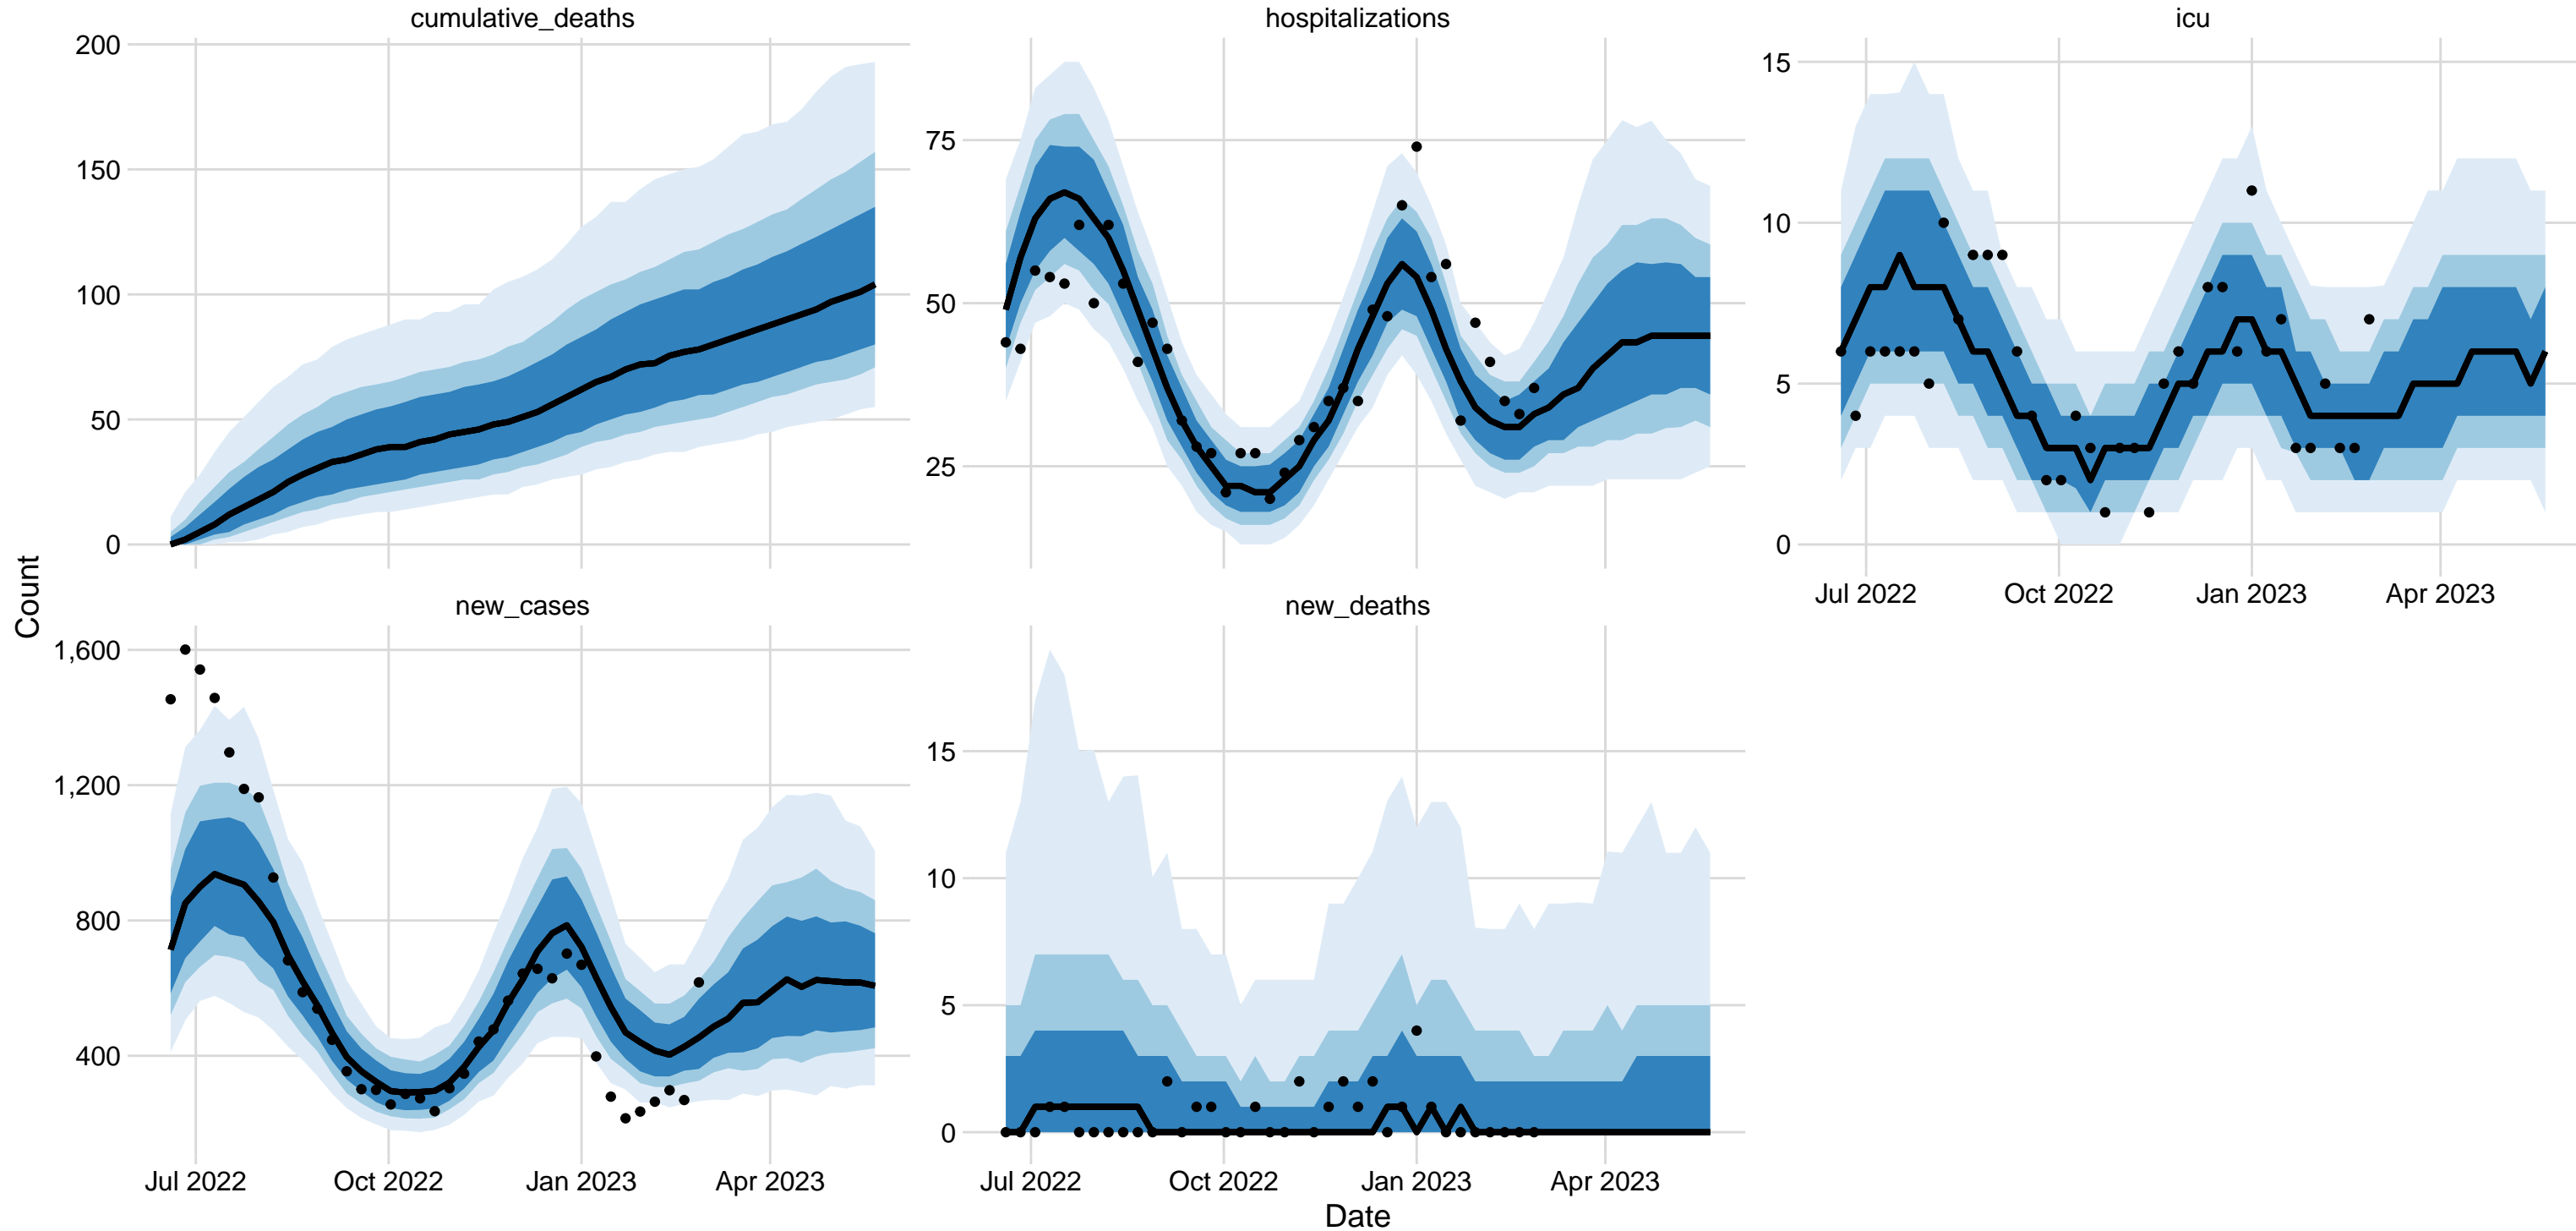 cumulative_deaths
200
150
100
50
0
hospitalizations
75
50
25
icu
15
10
5
0
Jul 2022 Oct 2022 Jan 2023 Apr 2023
Count
new_cases
1,600
1,200
800
400
Jul 2022 Oct 2022 Jan 2023 Apr 2023
new_deaths
15
10
5
0
Jul 2022 Oct 2022 Jan 2023 Apr 2023
Date